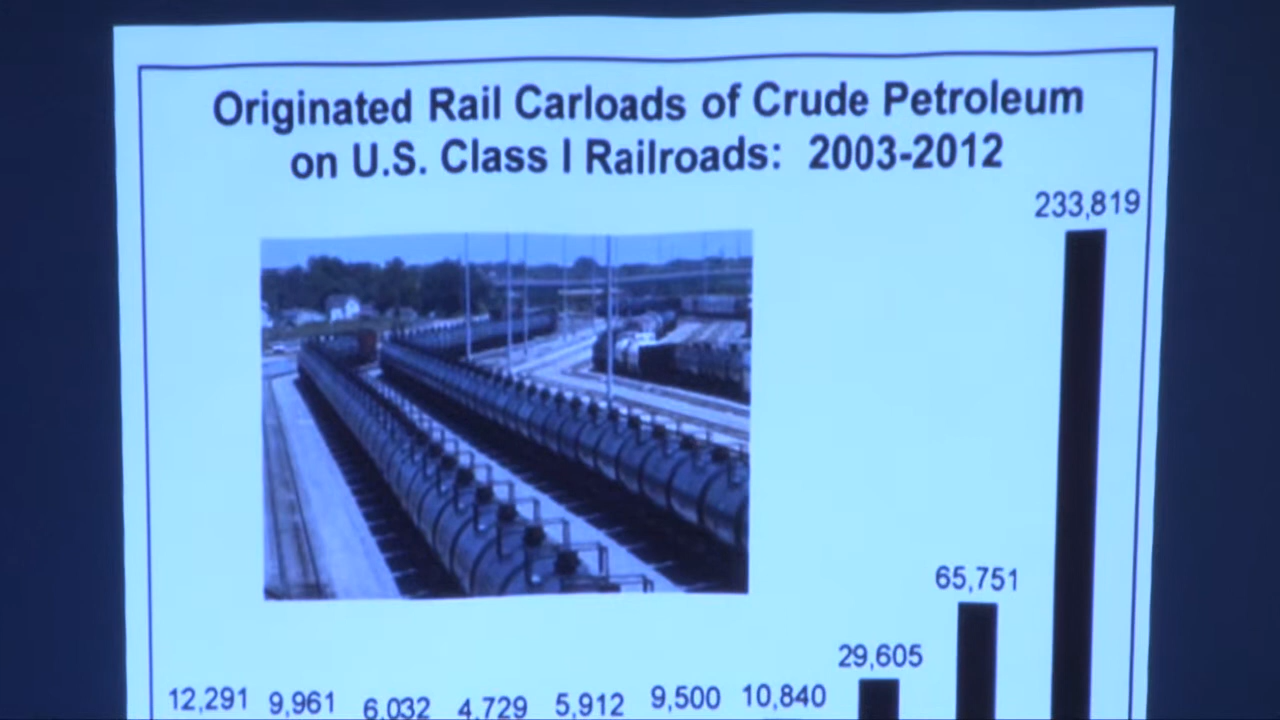 Originated Rail Carloads of Crude Petroleum
on U.S. Class I Railroads: 2003-2012
233,819
65,751
29,605
12,291 9,961 6,032 4,729 5,912 9,500 10,840